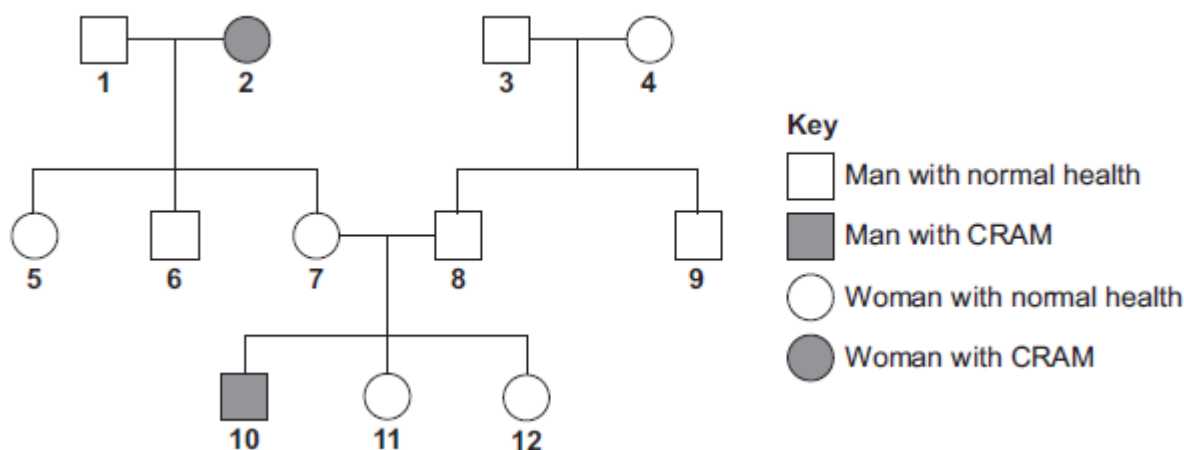 1 2 3 4
Key
Man with normal health
Man with CRAM
Woman with normal health
Woman with CRAM
5 6 7 8 9
10 11 12